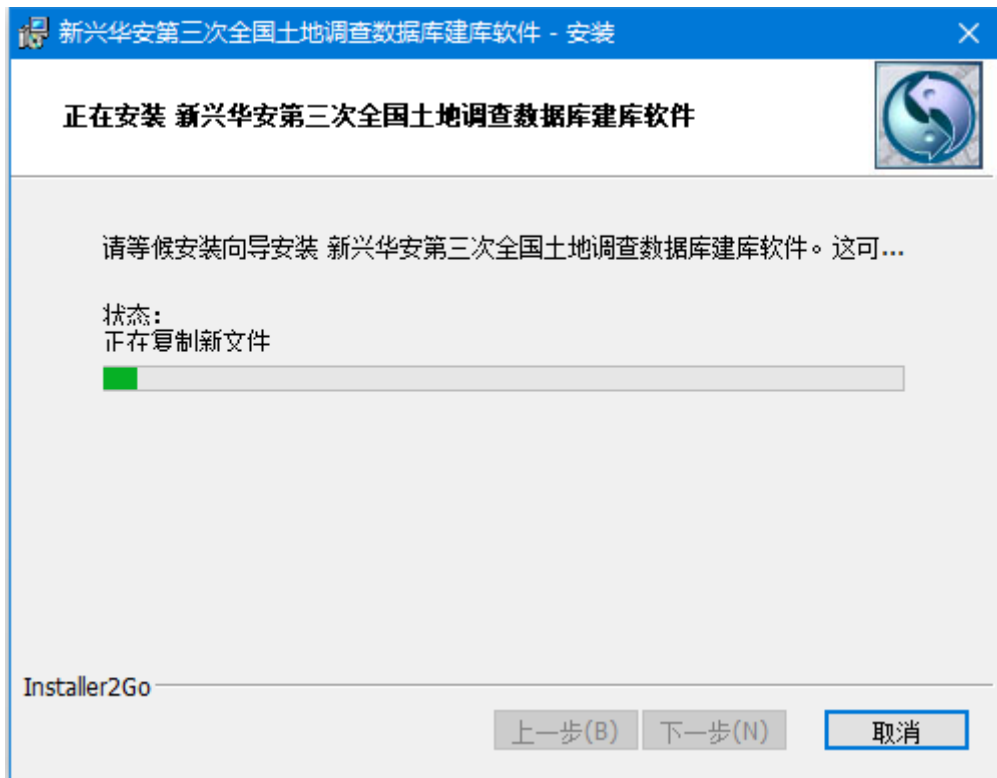 新兴华安第三次全国土地调查数据库建库软件 - 安装
正在安装 新兴华安第三次全国土地调查数据库建库软件
请等候安装向导安装 新兴华安第三次全国土地调查数据库建库软件。这可...
状态：
正在复制新文件
Installer2Go
上一步(B) 下一步(N) 取消